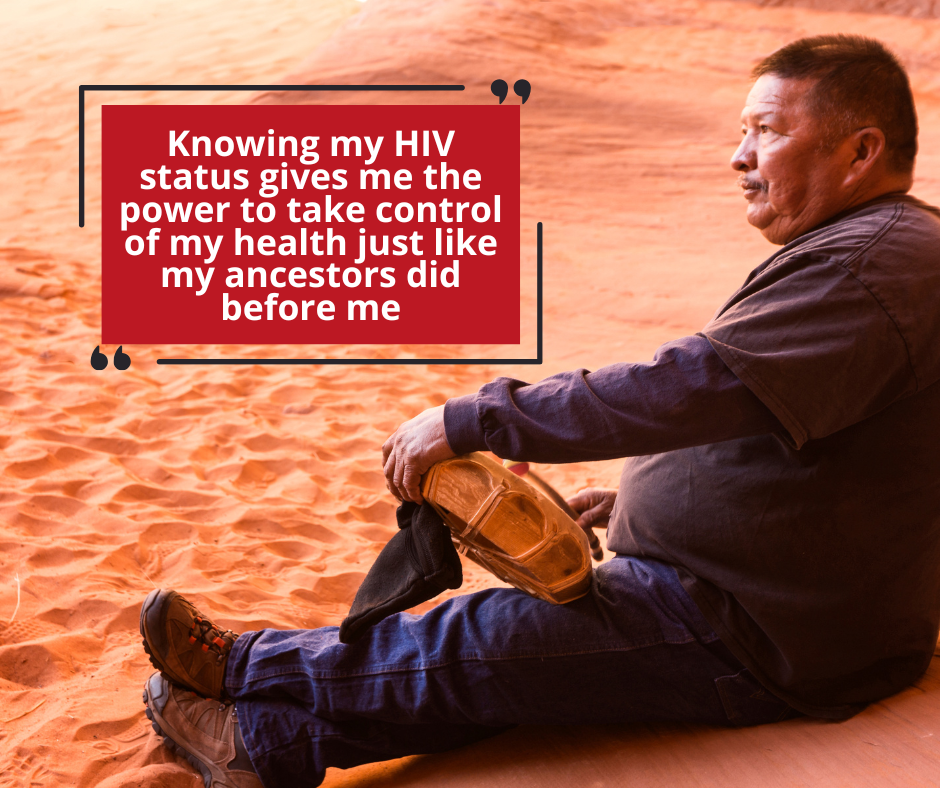 Knowing my HIV
status gives me the
power to take control
of my health just like
my ancestors did
before me